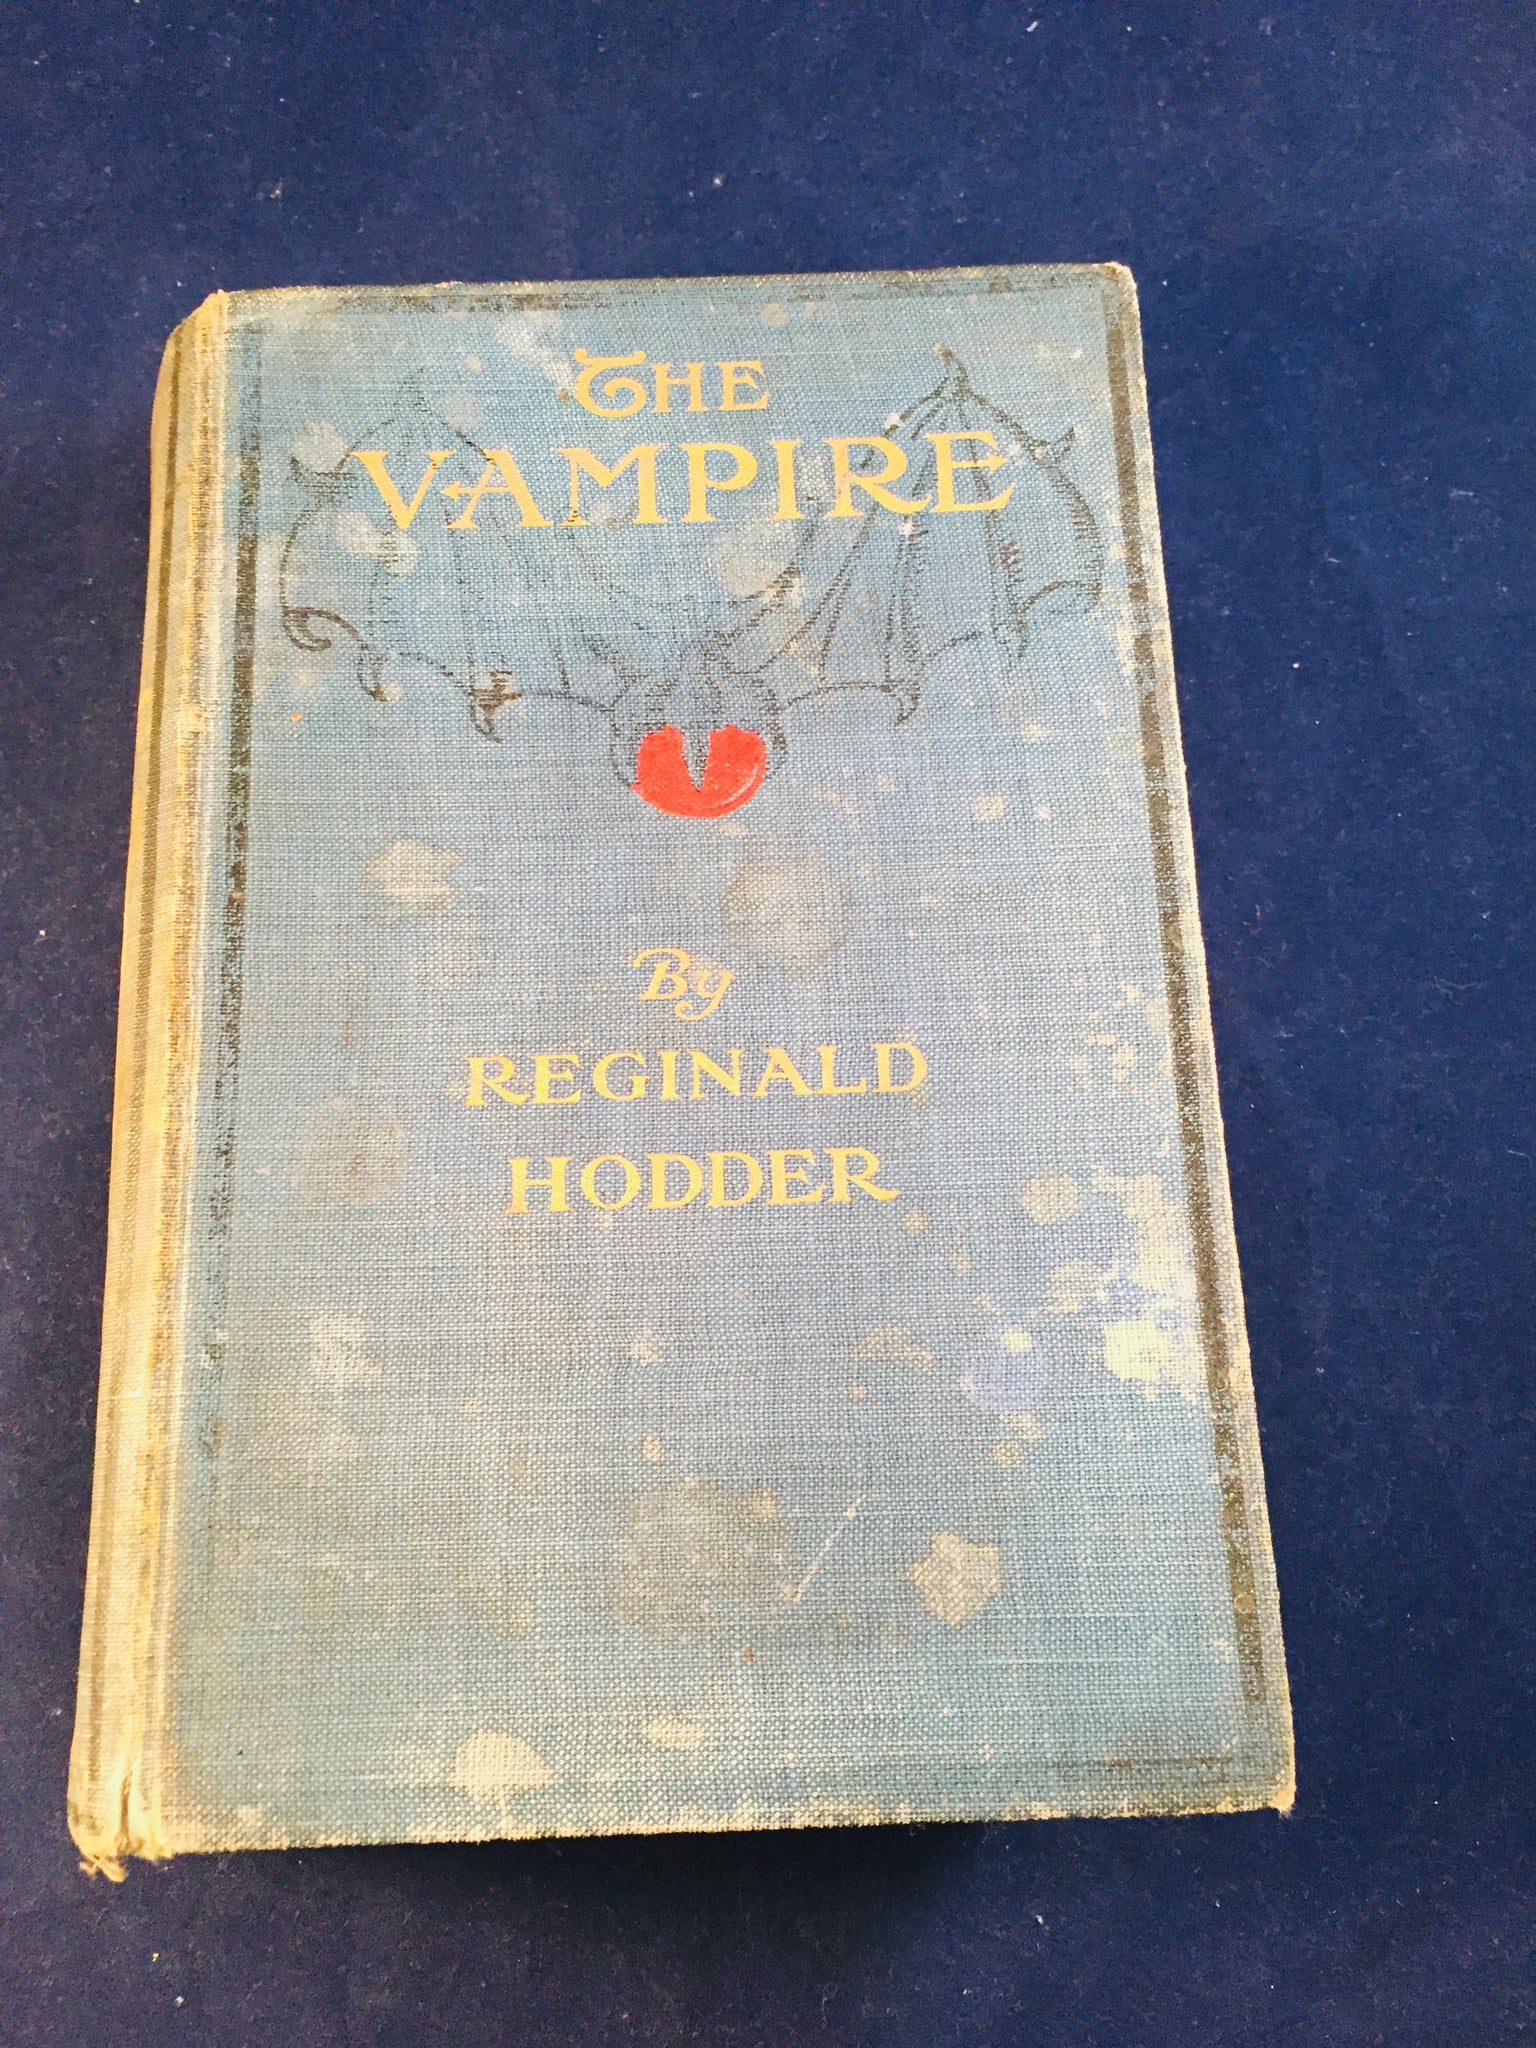 THE
VAMPIRE
By
REGINALD
HODDER